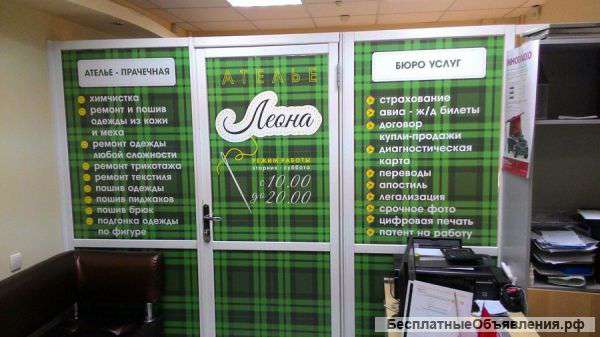 АТЕЛЬЕ - ПРАЧЕЧНАЯ
химчистка
ремонт и пошив
одежды из кожи
и меха
ремонт одежды
любой сложности
ремонт трикотажа
ремонт текстиля
пошив одежды
пошив пиджаков
пошив брюк
подгонка одежды
по фигуре
АТЕЛЬЕ
Леона
РЕЖИМ РАБОТЫ
вторник - суббота
с 10.00
до 20.00
БЮРО УСЛУГ
страхование
авиа - ж/д билеты
договор
купли-продажи
диагностическая
карта
переводы
апостиль
легализация
срочное фото
цифровая печать
патент на работу
БесплатныеОбъявления.рф